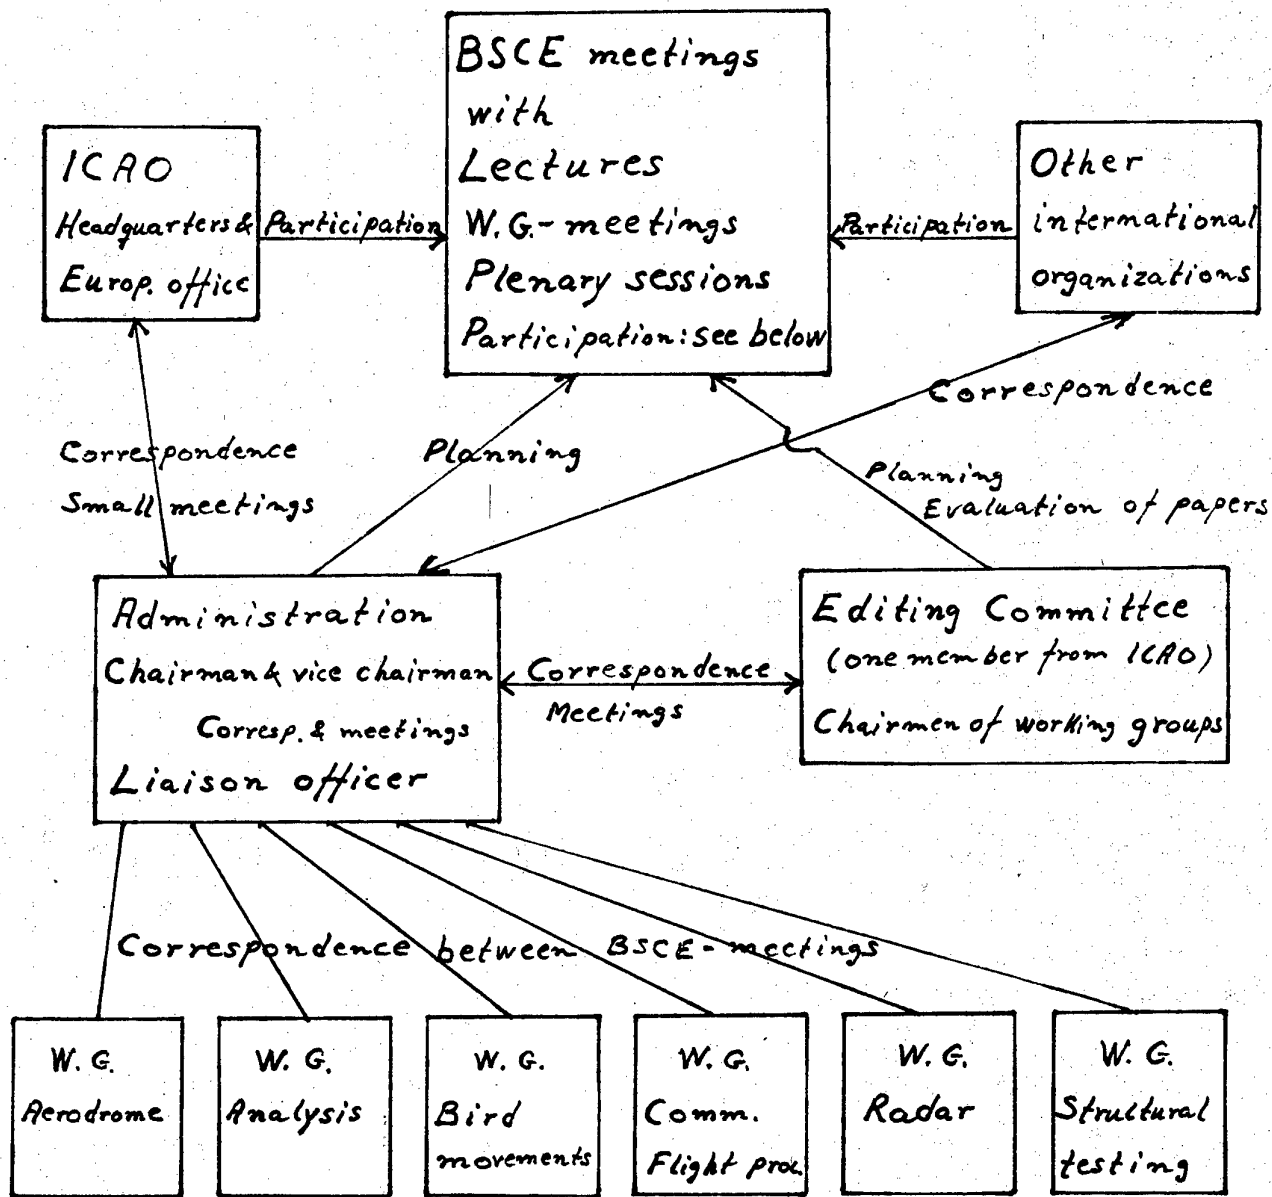 BSCE meetings
with
Lectures
W.G.-meetings
Plenary sessions
Participation: see below
ICAO
Headquarters &
Europ. office
Participation
Participation
Other
international
organizations
Correspondence
Small meetings
Planning
Correspondence
Planning
Evaluation of papers
Administration
Chairman & vice chairman
Corresp. & meetings
Liaison officer
Correspondence
Meetings
Editing Committee
(one member from ICAO)
Chairmen of working groups
Correspondence between BSCE-meetings
W. G.
Aerodrome
W. G.
Analysis
W. G.
Bird
movements
W. G.
Comm.
Flight proc.
W. G.
Radar
W. G.
Structural
testing